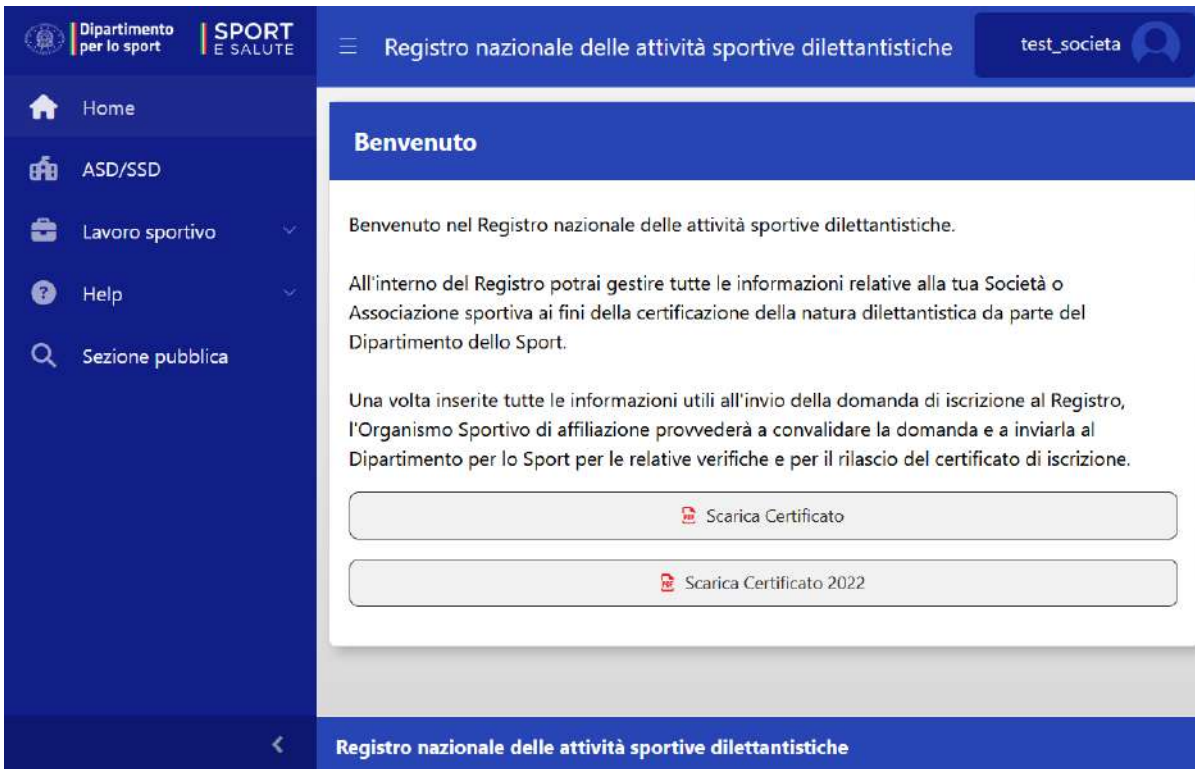 Dipartimento
per lo sport
SPORT
E SALUTE
Registro nazionale delle attività sportive dilettantistiche
test_societa
Home
ASD/SSD
Lavoro sportivo
Help
Sezione pubblica
Benvenuto
Benvenuto nel Registro nazionale delle attività sportive dilettantistiche.
All'interno del Registro potrai gestire tutte le informazioni relative alla tua Società o
Associazione sportiva ai fini della certificazione della natura dilettantistica da parte del
Dipartimento dello Sport.
Una volta inserite tutte le informazioni utili all'invio della domanda di iscrizione al Registro,
l'Organismo Sportivo di affiliazione provvederà a convalidare la domanda e a inviarla al
Dipartimento per lo Sport per le relative verifiche e per il rilascio del certificato di iscrizione.
PDF Scarica Certificato
PDF Scarica Certificato 2022
Registro nazionale delle attività sportive dilettantistiche